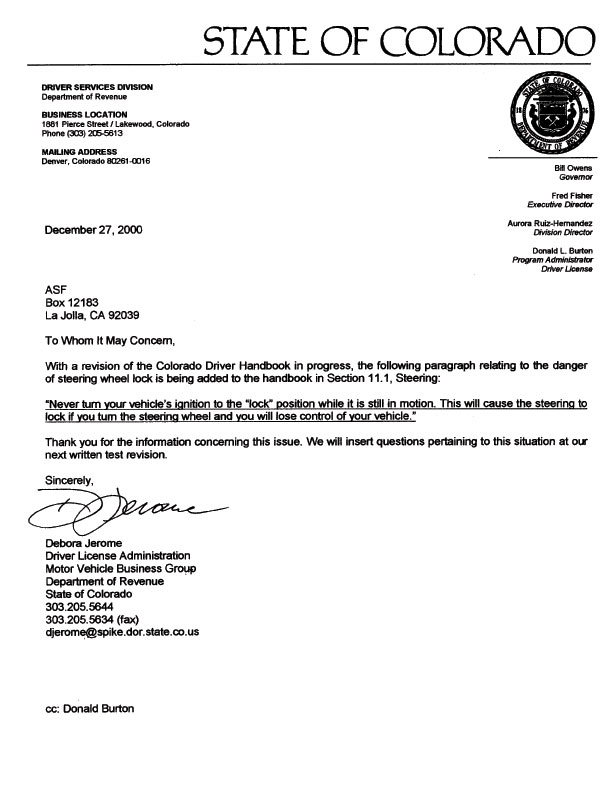 STATE OF COLORADO
DRIVER SERVICES DIVISION
Department of Revenue
BUSINESS LOCATION
1881 Pierce Street / Lakewood, Colorado
Phone (303) 205-5613
MAILING ADDRESS
Denver, Colorado 80261-0016
STATE OF COLORADO
18 76
DEPARTMENT OF REVENUE
Bill Owens
Governor
Fred Fisher
Executive Director
Aurora Ruiz-Hernandez
Division Director
Donald L. Burton
Program Administrator
Driver License
December 27, 2000
ASF
Box 12183
La Jolla, CA 92039
To Whom It May Concern,
With a revision of the Colorado Driver Handbook in progress, the following paragraph relating to the danger
of steering wheel lock is being added to the handbook in Section 11.1, Steering:
"Never turn your vehicle's ignition to the "lock" position while it is still in motion. This will cause the steering to
lock if you turn the steering wheel and you will lose control of your vehicle."
Thank you for the information concerning this issue. We will insert questions pertaining to this situation at our
next written test revision.
Sincerely,
D Jerome
Debora Jerome
Driver License Administration
Motor Vehicle Business Group
Department of Revenue
State of Colorado
303.205.5644
303.205.5634 (fax)
djerome@spike.dor.state.co.us
cc: Donald Burton